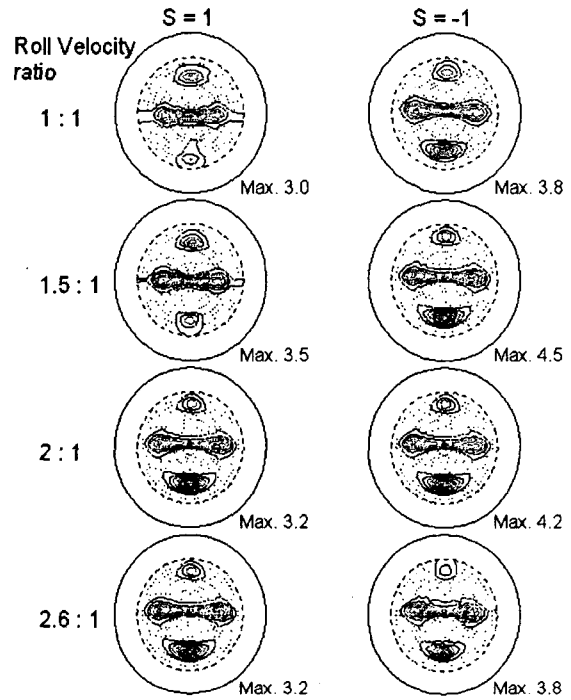 S = 1
S = -1
Roll Velocity
ratio
1 : 1
Max. 3.0
Max. 3.8
1.5 : 1
Max. 3.5
Max. 4.5
2 : 1
Max. 3.2
Max. 4.2
2.6 : 1
Max. 3.2
Max. 3.8